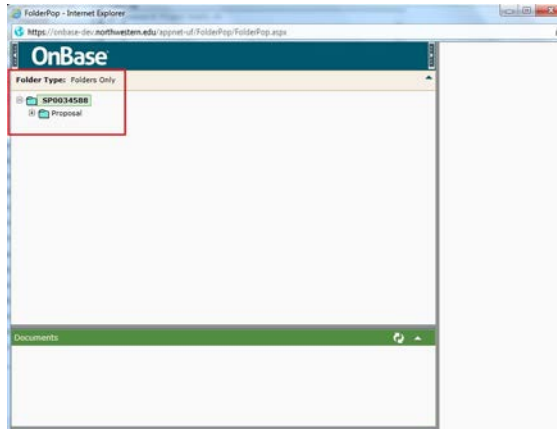 FolderPop - Internet Explorer
https://onbase-dev.northwestern.edu/appnet-uf/FolderPop/FolderPop.aspx
OnBase
Folder Type: Folders Only
SP0034588
Proposal
Documents